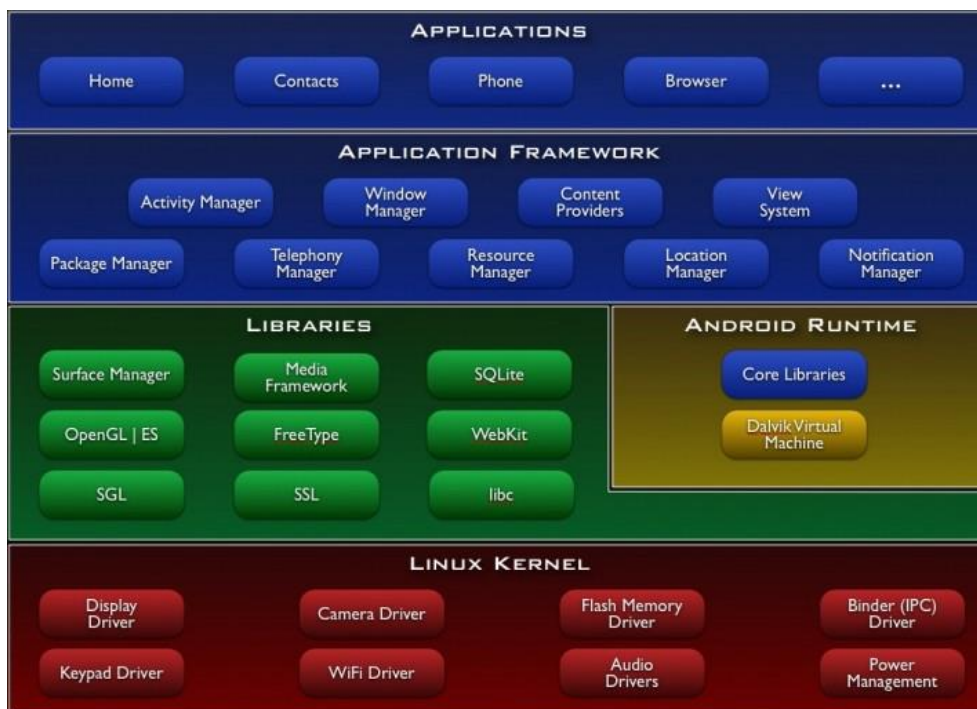 APPLICATIONS
Home
Contacts
Phone
Browser
...
APPLICATION FRAMEWORK
Activity Manager
Window
Manager
Content
Providers
View
System
Package Manager
Telephony
Manager
Resource
Manager
Location
Manager
Notification
Manager
LIBRARIES
Surface Manager
Media
Framework
SQLite
OpenGL | ES
FreeType
WebKit
SGL
SSL
libc
ANDROID RUNTIME
Core Libraries
Dalvik Virtual
Machine
LINUX KERNEL
Display
Driver
Camera Driver
Flash Memory
Driver
Binder (IPC)
Driver
Keypad Driver
WiFi Driver
Audio
Drivers
Power
Management